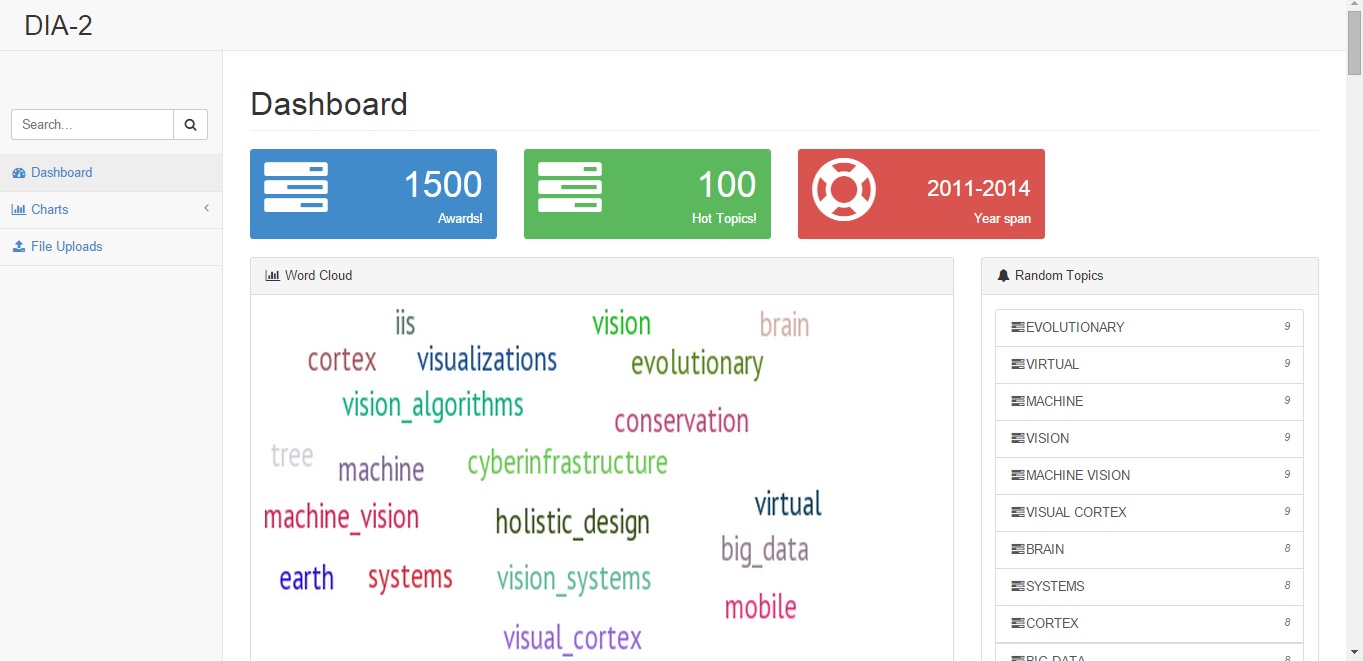 DIA-2
Search...
Dashboard
Charts
File Uploads
Dashboard
1500
Awards!
100
Hot Topics!
2011-2014
Year span
Word Cloud
iis vision brain
cortex visualizations evolutionary
vision_algorithms conservation
tree machine cyberinfrastructure
machine_vision holistic_design virtual
big_data
earth systems vision_systems
mobile
visual_cortex
Random Topics
EVOLUTIONARY 9
VIRTUAL 9
MACHINE 9
VISION 9
MACHINE VISION 9
VISUAL CORTEX 9
BRAIN 8
SYSTEMS 8
CORTEX 8
BIG DATA 8